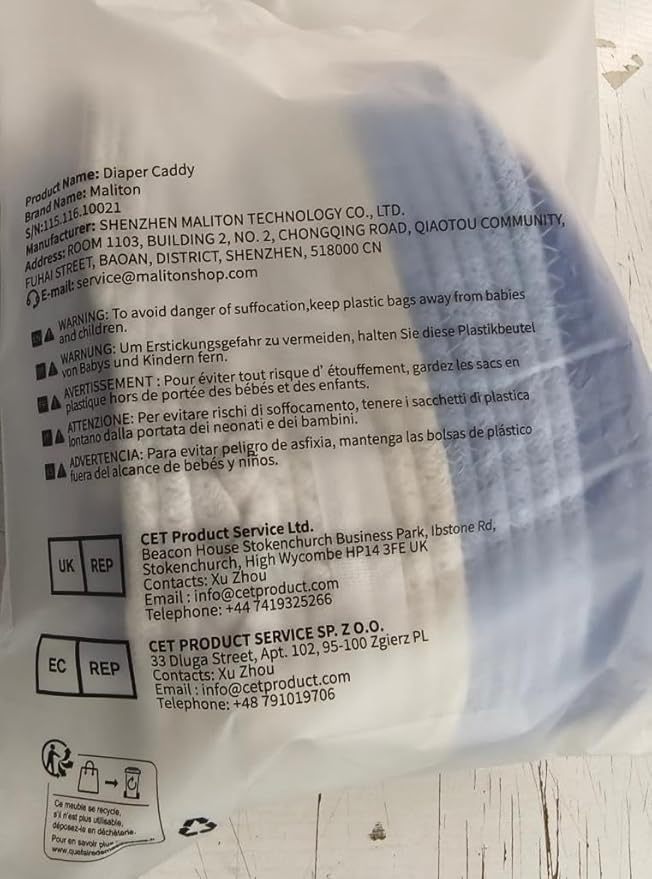 Product Name: Diaper Caddy
Brand Name: Maliton
S/N:115.116.10021
Manufacturer: SHENZHEN MALITON TECHNOLOGY CO., LTD.
Address: ROOM 1103, BUILDING 2, NO. 2, CHONGQING ROAD, QIAOTOU COMMUNITY,
FUHAI STREET, BAOAN, DISTRICT, SHENZHEN, 518000 CN
E-mail: service@malitonshop.com
WARNING: To avoid danger of suffocation,keep plastic bags away from babies
and children.
WARNUNG: Um Erstickungsgefahr zu vermeiden, halten Sie diese Plastikbeutel
von Babys und Kindern fern.
AVERTISSEMENT : Pour éviter tout risque d' étouffement, gardez les sacs en
plastique hors de portée des bébés et des enfants.
ATTENZIONE: Per evitare rischi di soffocamento, tenere i sacchetti di plastica
lontano dalla portata dei neonati e dei bambini.
ADVERTENCIA: Para evitar peligro de asfixia, mantenga las bolsas de plástico
fuera del alcance de bebés y niños.
UK REP
CET Product Service Ltd.
Beacon House Stokenchurch Business Park, Ibstone Rd,
Stokenchurch, High Wycombe HP14 3FE UK
Contacts: Xu Zhou
Email : info@cetproduct.com
Telephone: +44 7419325266
EC REP
CET PRODUCT SERVICE SP. Z O.O.
33 Dluga Street, Apt. 102, 95-100 Zgierz PL
Contacts: Xu Zhou
Email : info@cetproduct.com
Telephone: +48 791019706
Ce meuble se recycle,
s'il n'est plus utilisable,
déposez-le en déchèterie.
Pour en savoir plus